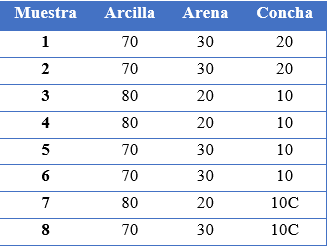 Muestra Arcilla Arena Concha
1 70 30 20
2 70 30 20
3 80 20 10
4 80 20 10
5 70 30 10
6 70 30 10
7 80 20 10C
8 70 30 10C